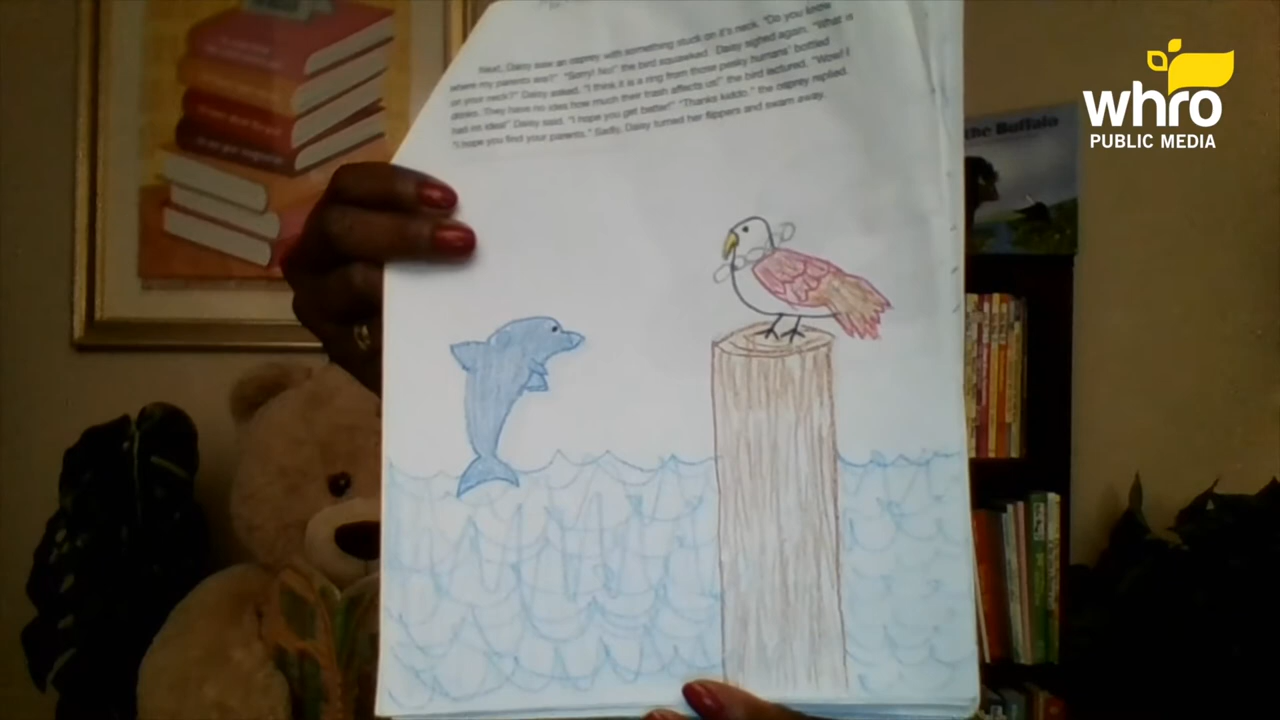 Next, Daisy saw an osprey with something stuck on it's neck. "Do you know
where my parents are?" "Sorry! No!" the bird squawked. Daisy sighed again. "What is
on your neck?" Daisy asked. "I think it is a ring from those pesky humans' bottled
drinks. They have no idea how much their trash affects us!" the bird lectured. "Wow! I
had no idea!" Daisy said. "I hope you get better!" "Thanks kiddo." the osprey replied.
"I hope you find your parents." Sadly, Daisy turned her flippers and swam away.
whro
PUBLIC MEDIA
the Buffalo